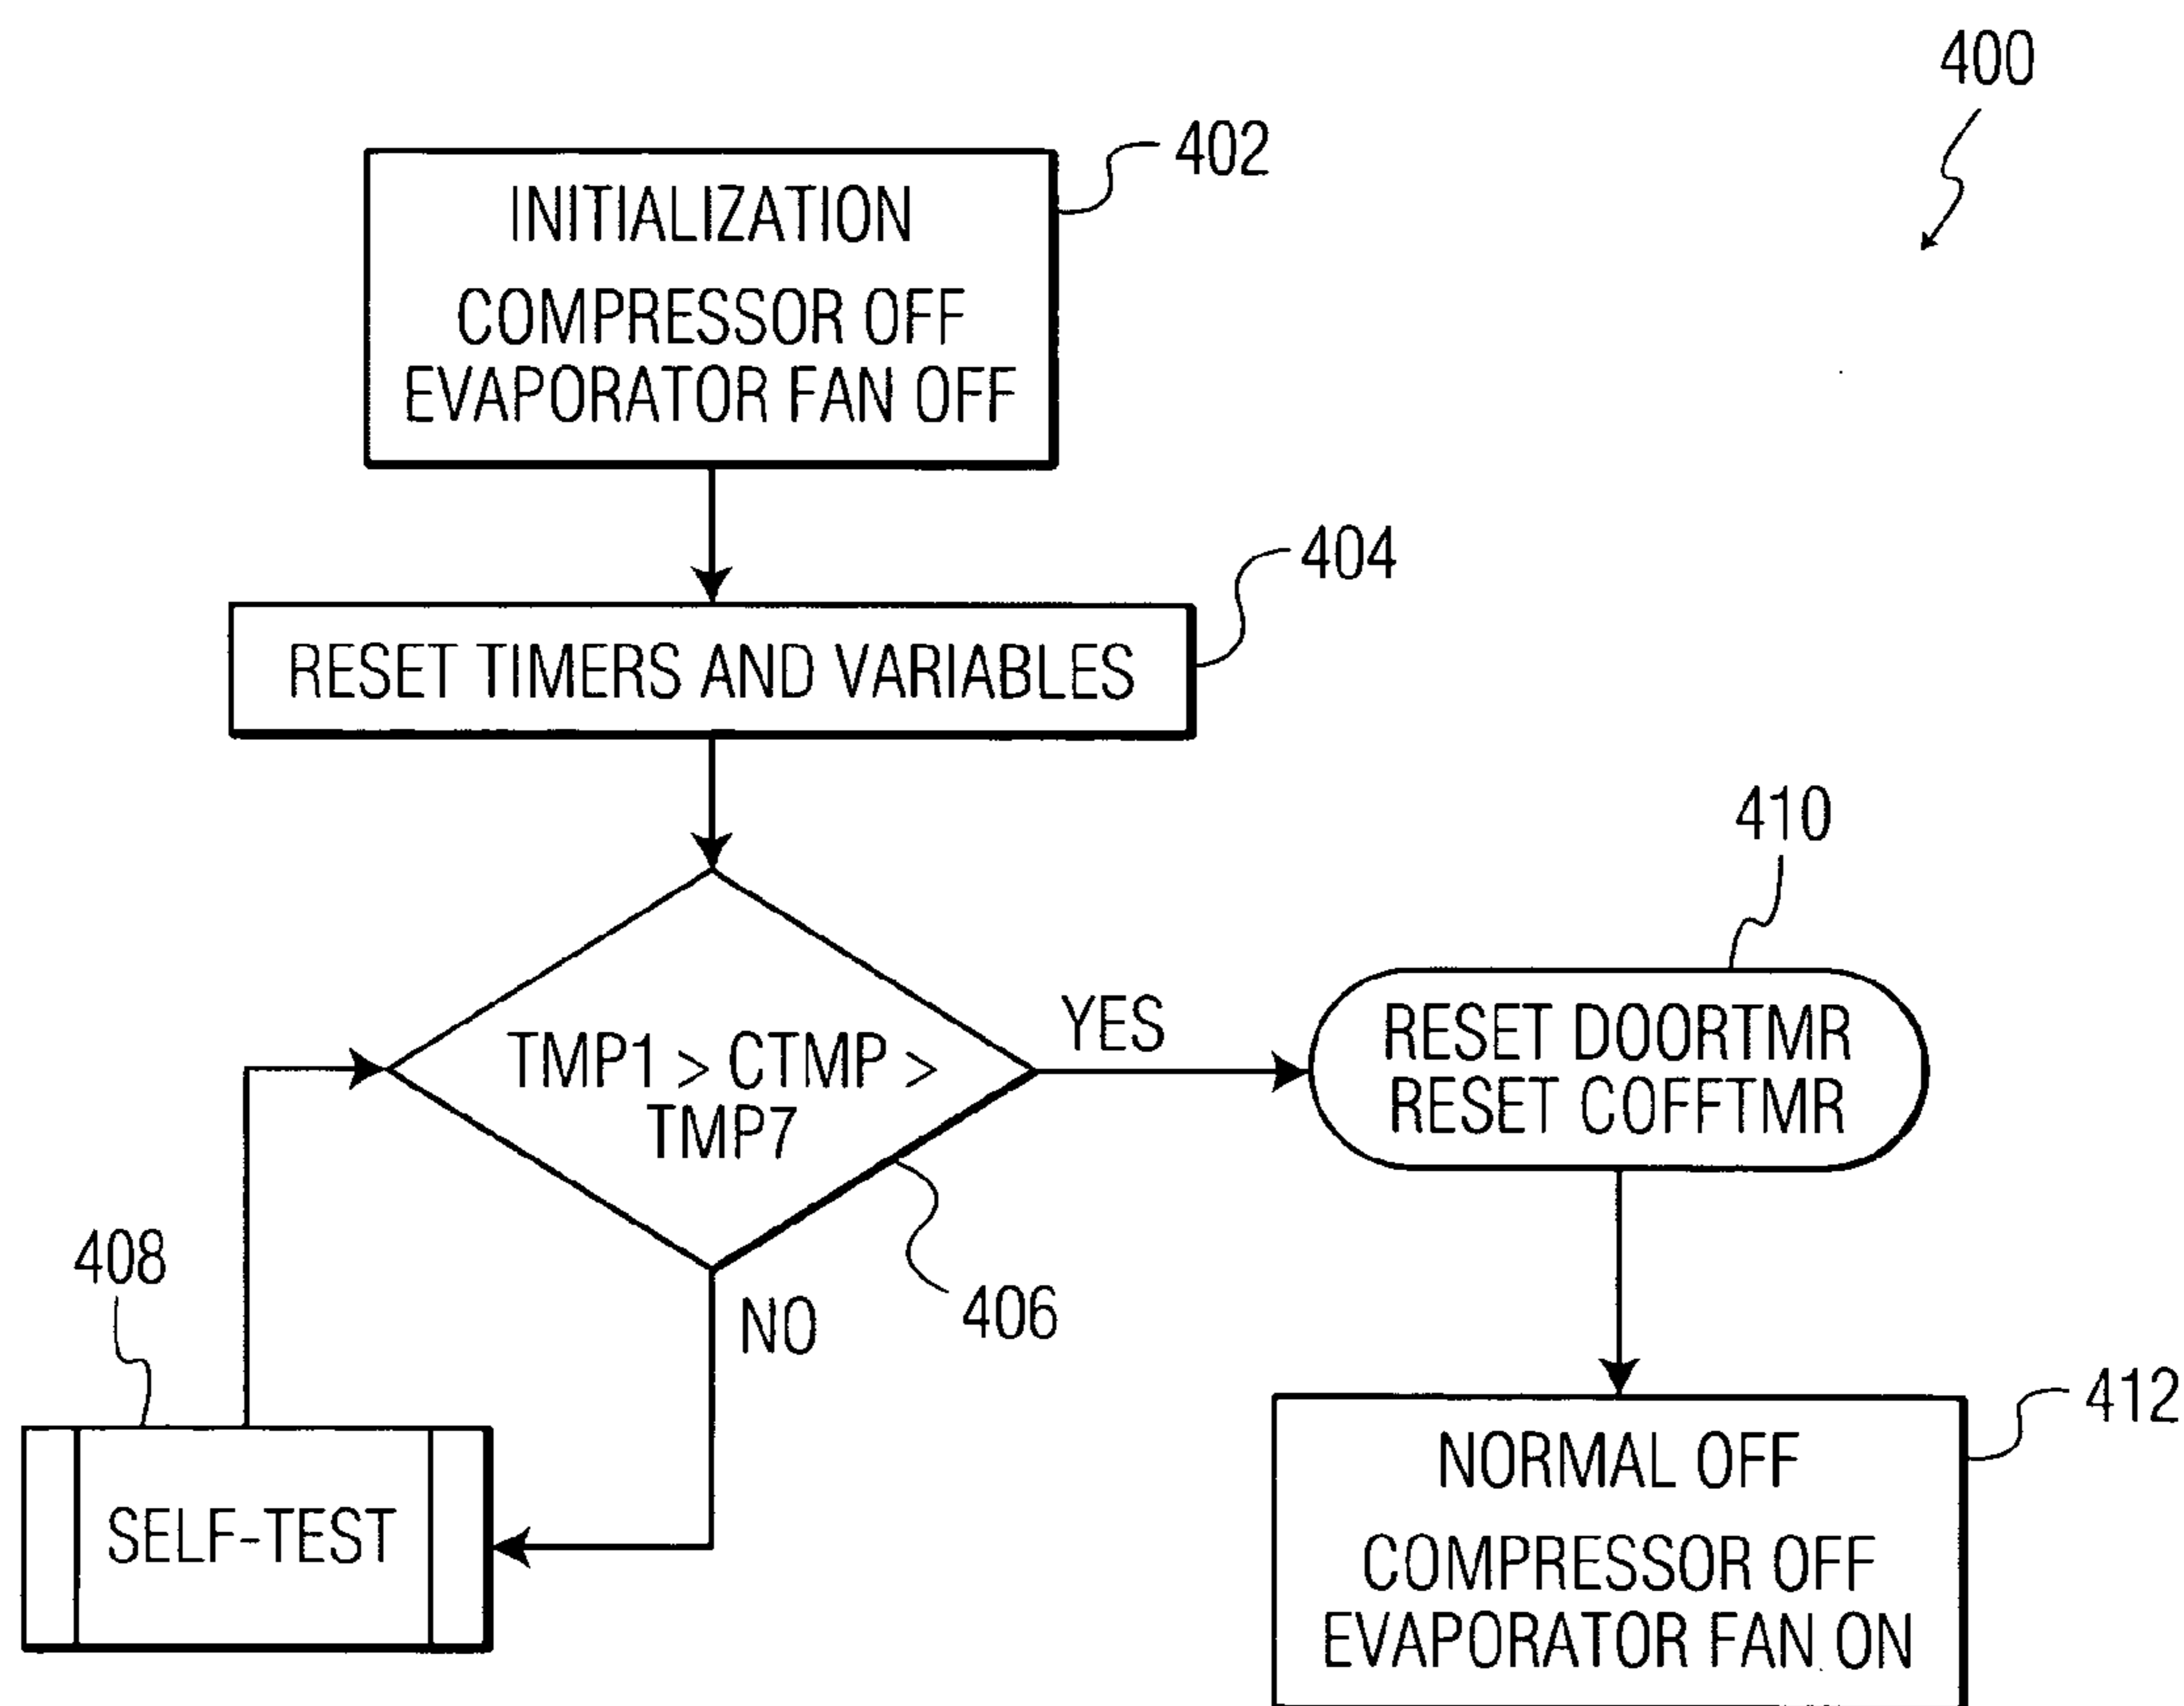 400
402
INITIALIZATION
COMPRESSOR OFF
EVAPORATOR FAN OFF
404
RESET TIMERS AND VARIABLES
410
TMP1 > CTMP >
TMP7
YES
RESET DOORTMR
RESET COFFTMR
408
NO
406
SELF-TEST
412
NORMAL OFF
COMPRESSOR OFF
EVAPORATOR FAN ON